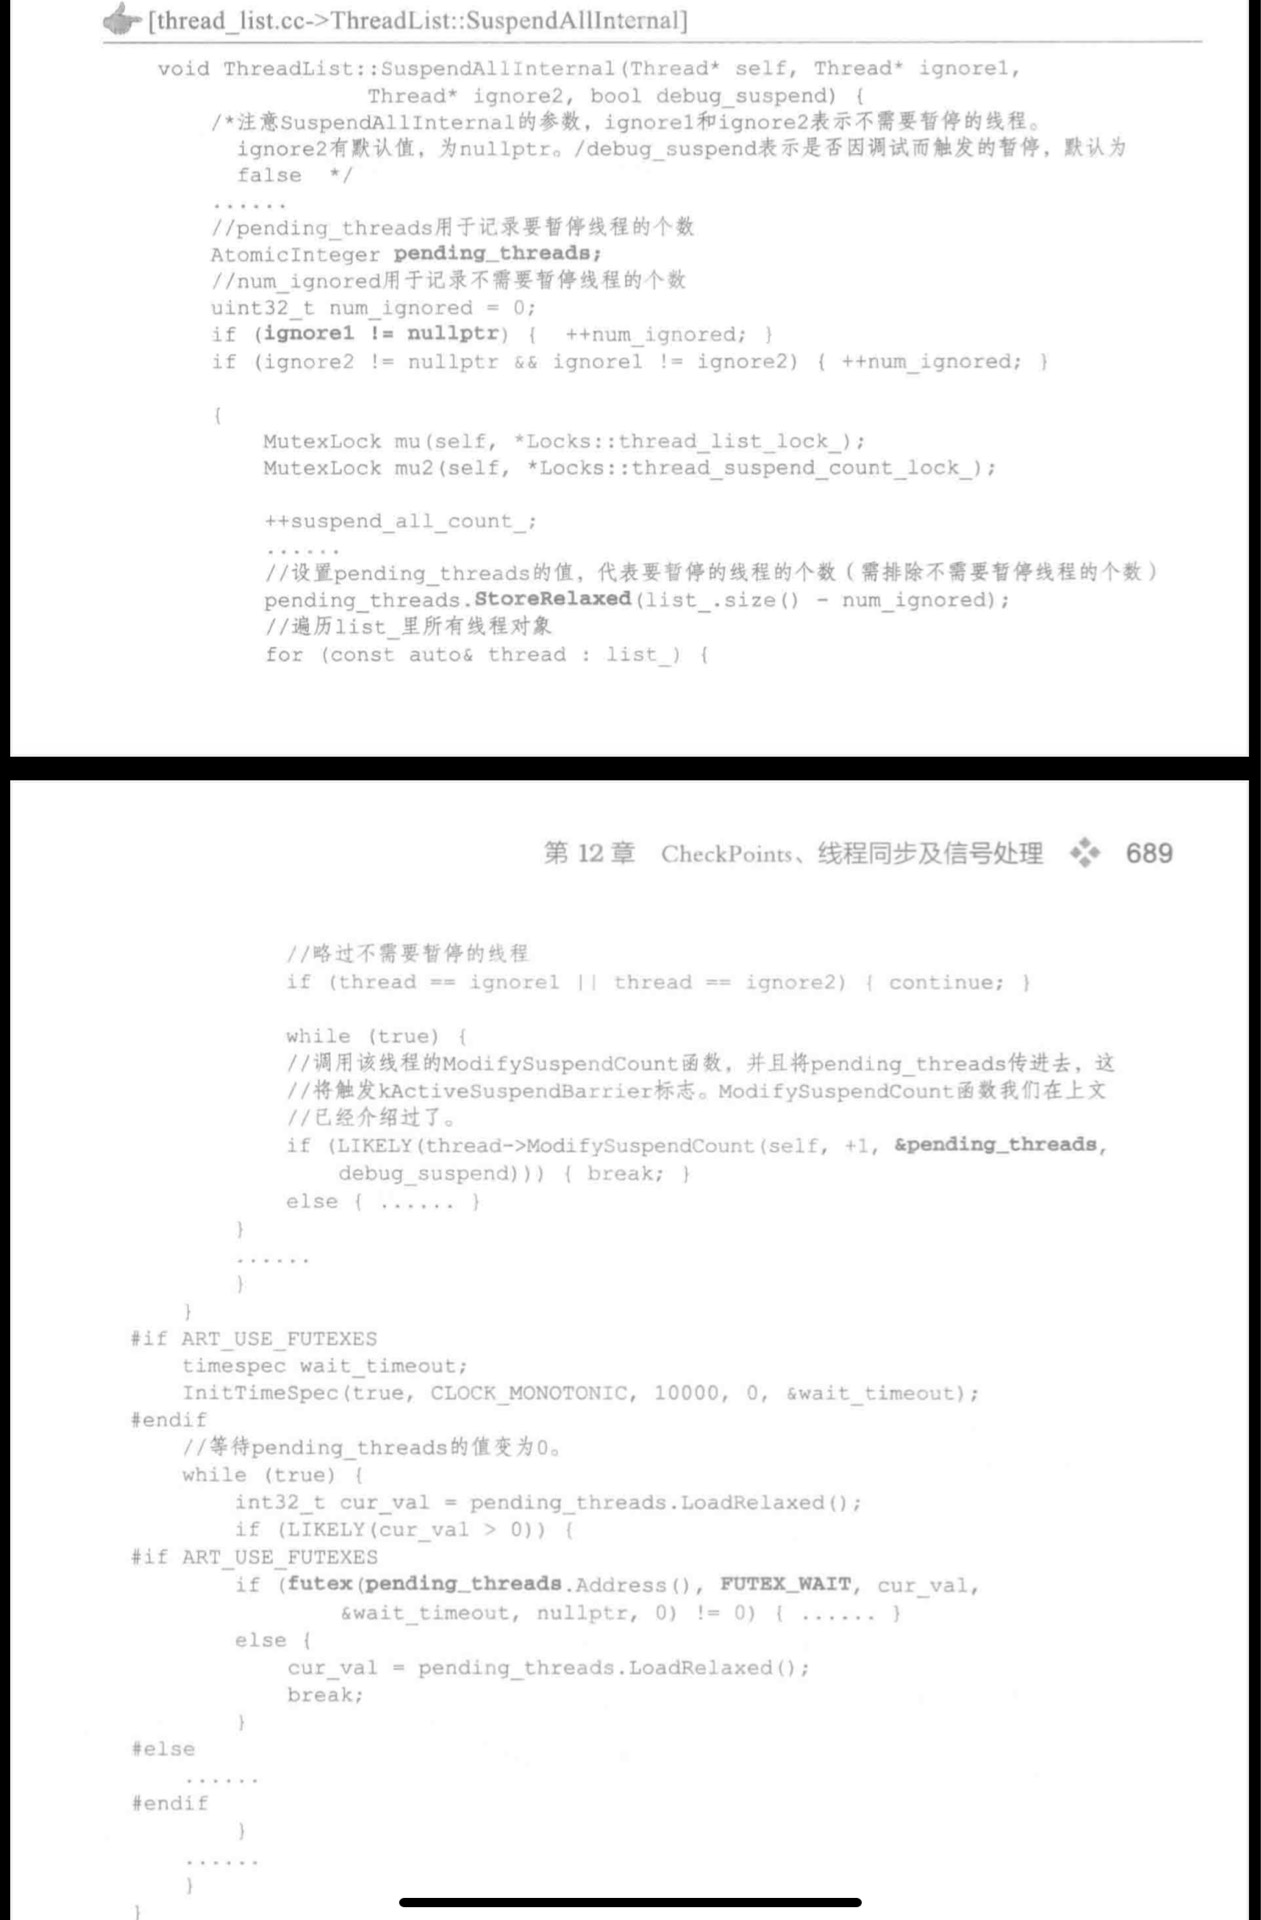 [thread_list.cc->ThreadList::SuspendAllInternal]
void ThreadList::SuspendAllInternal(Thread* self, Thread* ignore1,
Thread* ignore2, bool debug_suspend) {
/*注意SuspendAllInternal的参数，ignore1和ignore2表示不需要暂停的线程。
ignore2有默认值，为nullptr。/debug_suspend表示是否因调试而触发的暂停，默认为
false */
......
//pending_threads用于记录要暂停线程的个数
AtomicInteger pending_threads;
//num_ignored用于记录不需要暂停线程的个数
uint32_t num_ignored = 0;
if (ignore1 != nullptr) { ++num_ignored; }
if (ignore2 != nullptr && ignore1 != ignore2) { ++num_ignored; }
{
MutexLock mu(self, *Locks::thread_list_lock_);
MutexLock mu2(self, *Locks::thread_suspend_count_lock_);
++suspend_all_count_;
......
//设置pending_threads的值，代表要暂停的线程的个数（需排除不需要暂停线程的个数）
pending_threads.StoreRelaxed(list_.size() - num_ignored);
//遍历list_里所有线程对象
for (const auto& thread : list_) {
第 12 章 CheckPoints、线程同步及信号处理 689
//略过不需要暂停的线程
if (thread == ignore1 || thread == ignore2) { continue; }
while (true) {
//调用该线程的ModifySuspendCount函数，并且将pending_threads传进去，这
//将触发kActiveSuspendBarrier标志。ModifySuspendCount函数我们在上文
//已经介绍过了。
if (LIKELY(thread->ModifySuspendCount(self, +1, &pending_threads,
debug_suspend))) { break; }
else { ...... }
}
......
}
}
#if ART_USE_FUTEXES
timespec wait_timeout;
InitTimeSpec(true, CLOCK_MONOTONIC, 10000, 0, &wait_timeout);
#endif
//等待pending_threads的值变为0。
while (true) {
int32_t cur_val = pending_threads.LoadRelaxed();
if (LIKELY(cur_val > 0)) {
#if ART_USE_FUTEXES
if (futex(pending_threads.Address(), FUTEX_WAIT, cur_val,
&wait_timeout, nullptr, 0) != 0) { ...... }
else {
cur_val = pending_threads.LoadRelaxed();
break;
}
#else
......
#endif
}
......
}
}